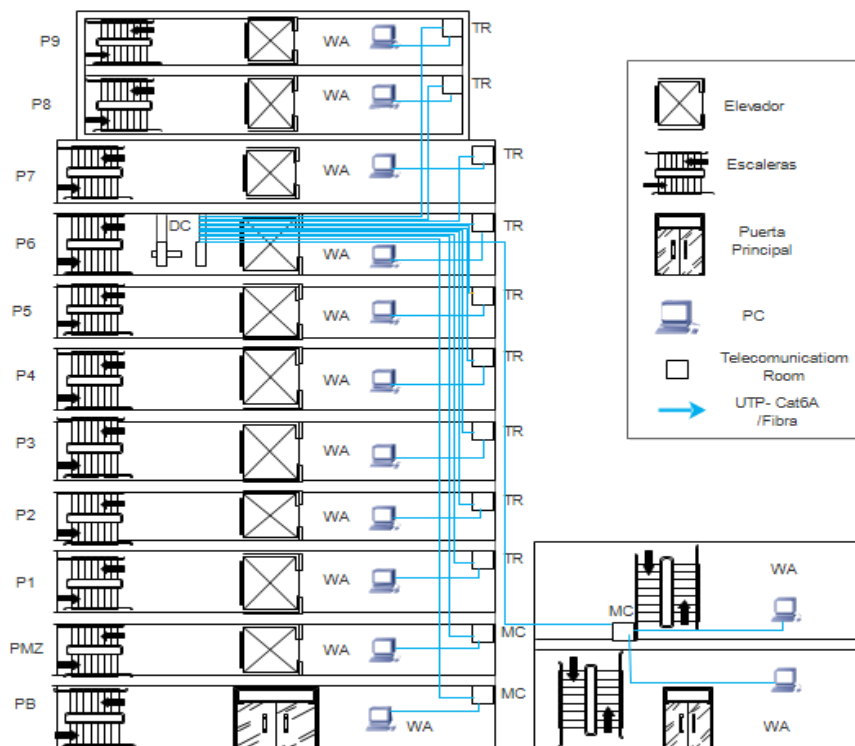 P9 WA TR
P8 WA TR
P7 WA TR
P6 DC WA TR
P5 WA TR
P4 WA TR
P3 WA TR
P2 WA TR
P1 WA TR
PMZ WA MC
PB WA MC
MC WA
WA
Elevador
Escaleras
Puerta
Principal
PC
Telecomunicatiom
Room
UTP- Cat6A
/Fibra